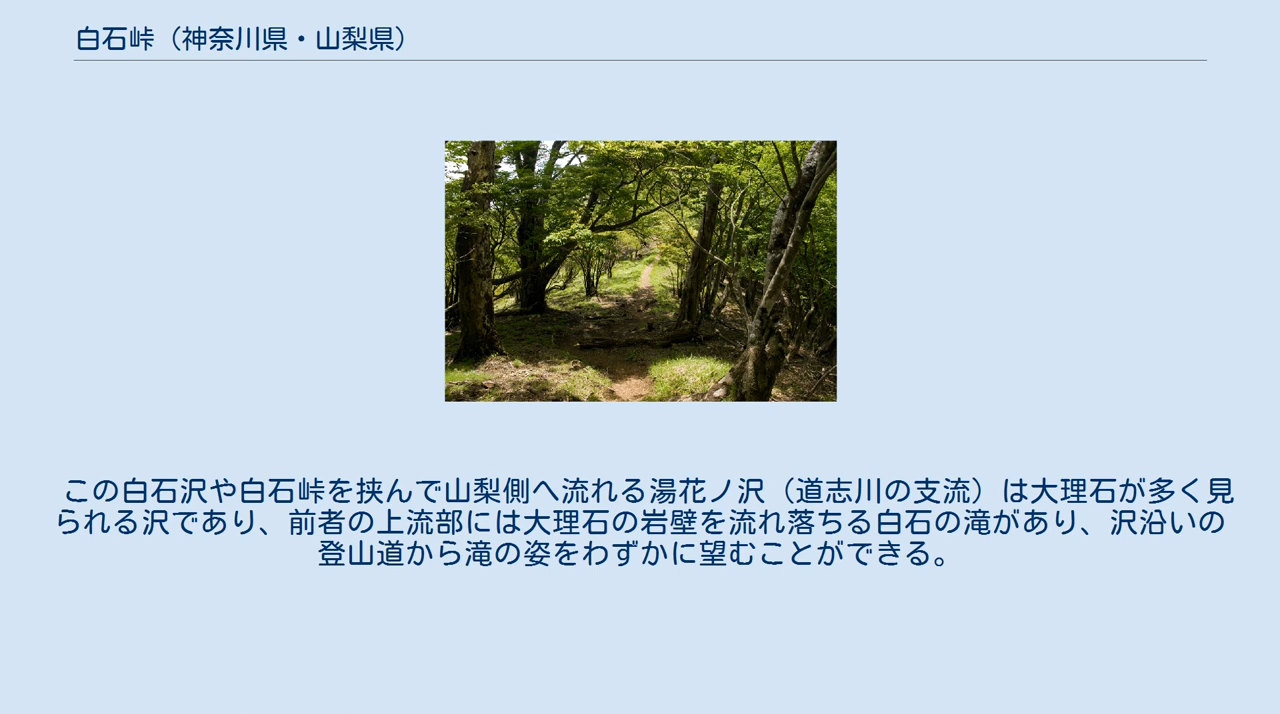 白石峠（神奈川県・山梨県）
この白石沢や白石峠を挟んで山梨側へ流れる湯花ノ沢（道志川の支流）は大理石が多く見
られる沢であり、前者の上流部には大理石の岩壁を流れ落ちる白石の滝があり、沢沿いの
登山道から滝の姿をわずかに望むことができる。